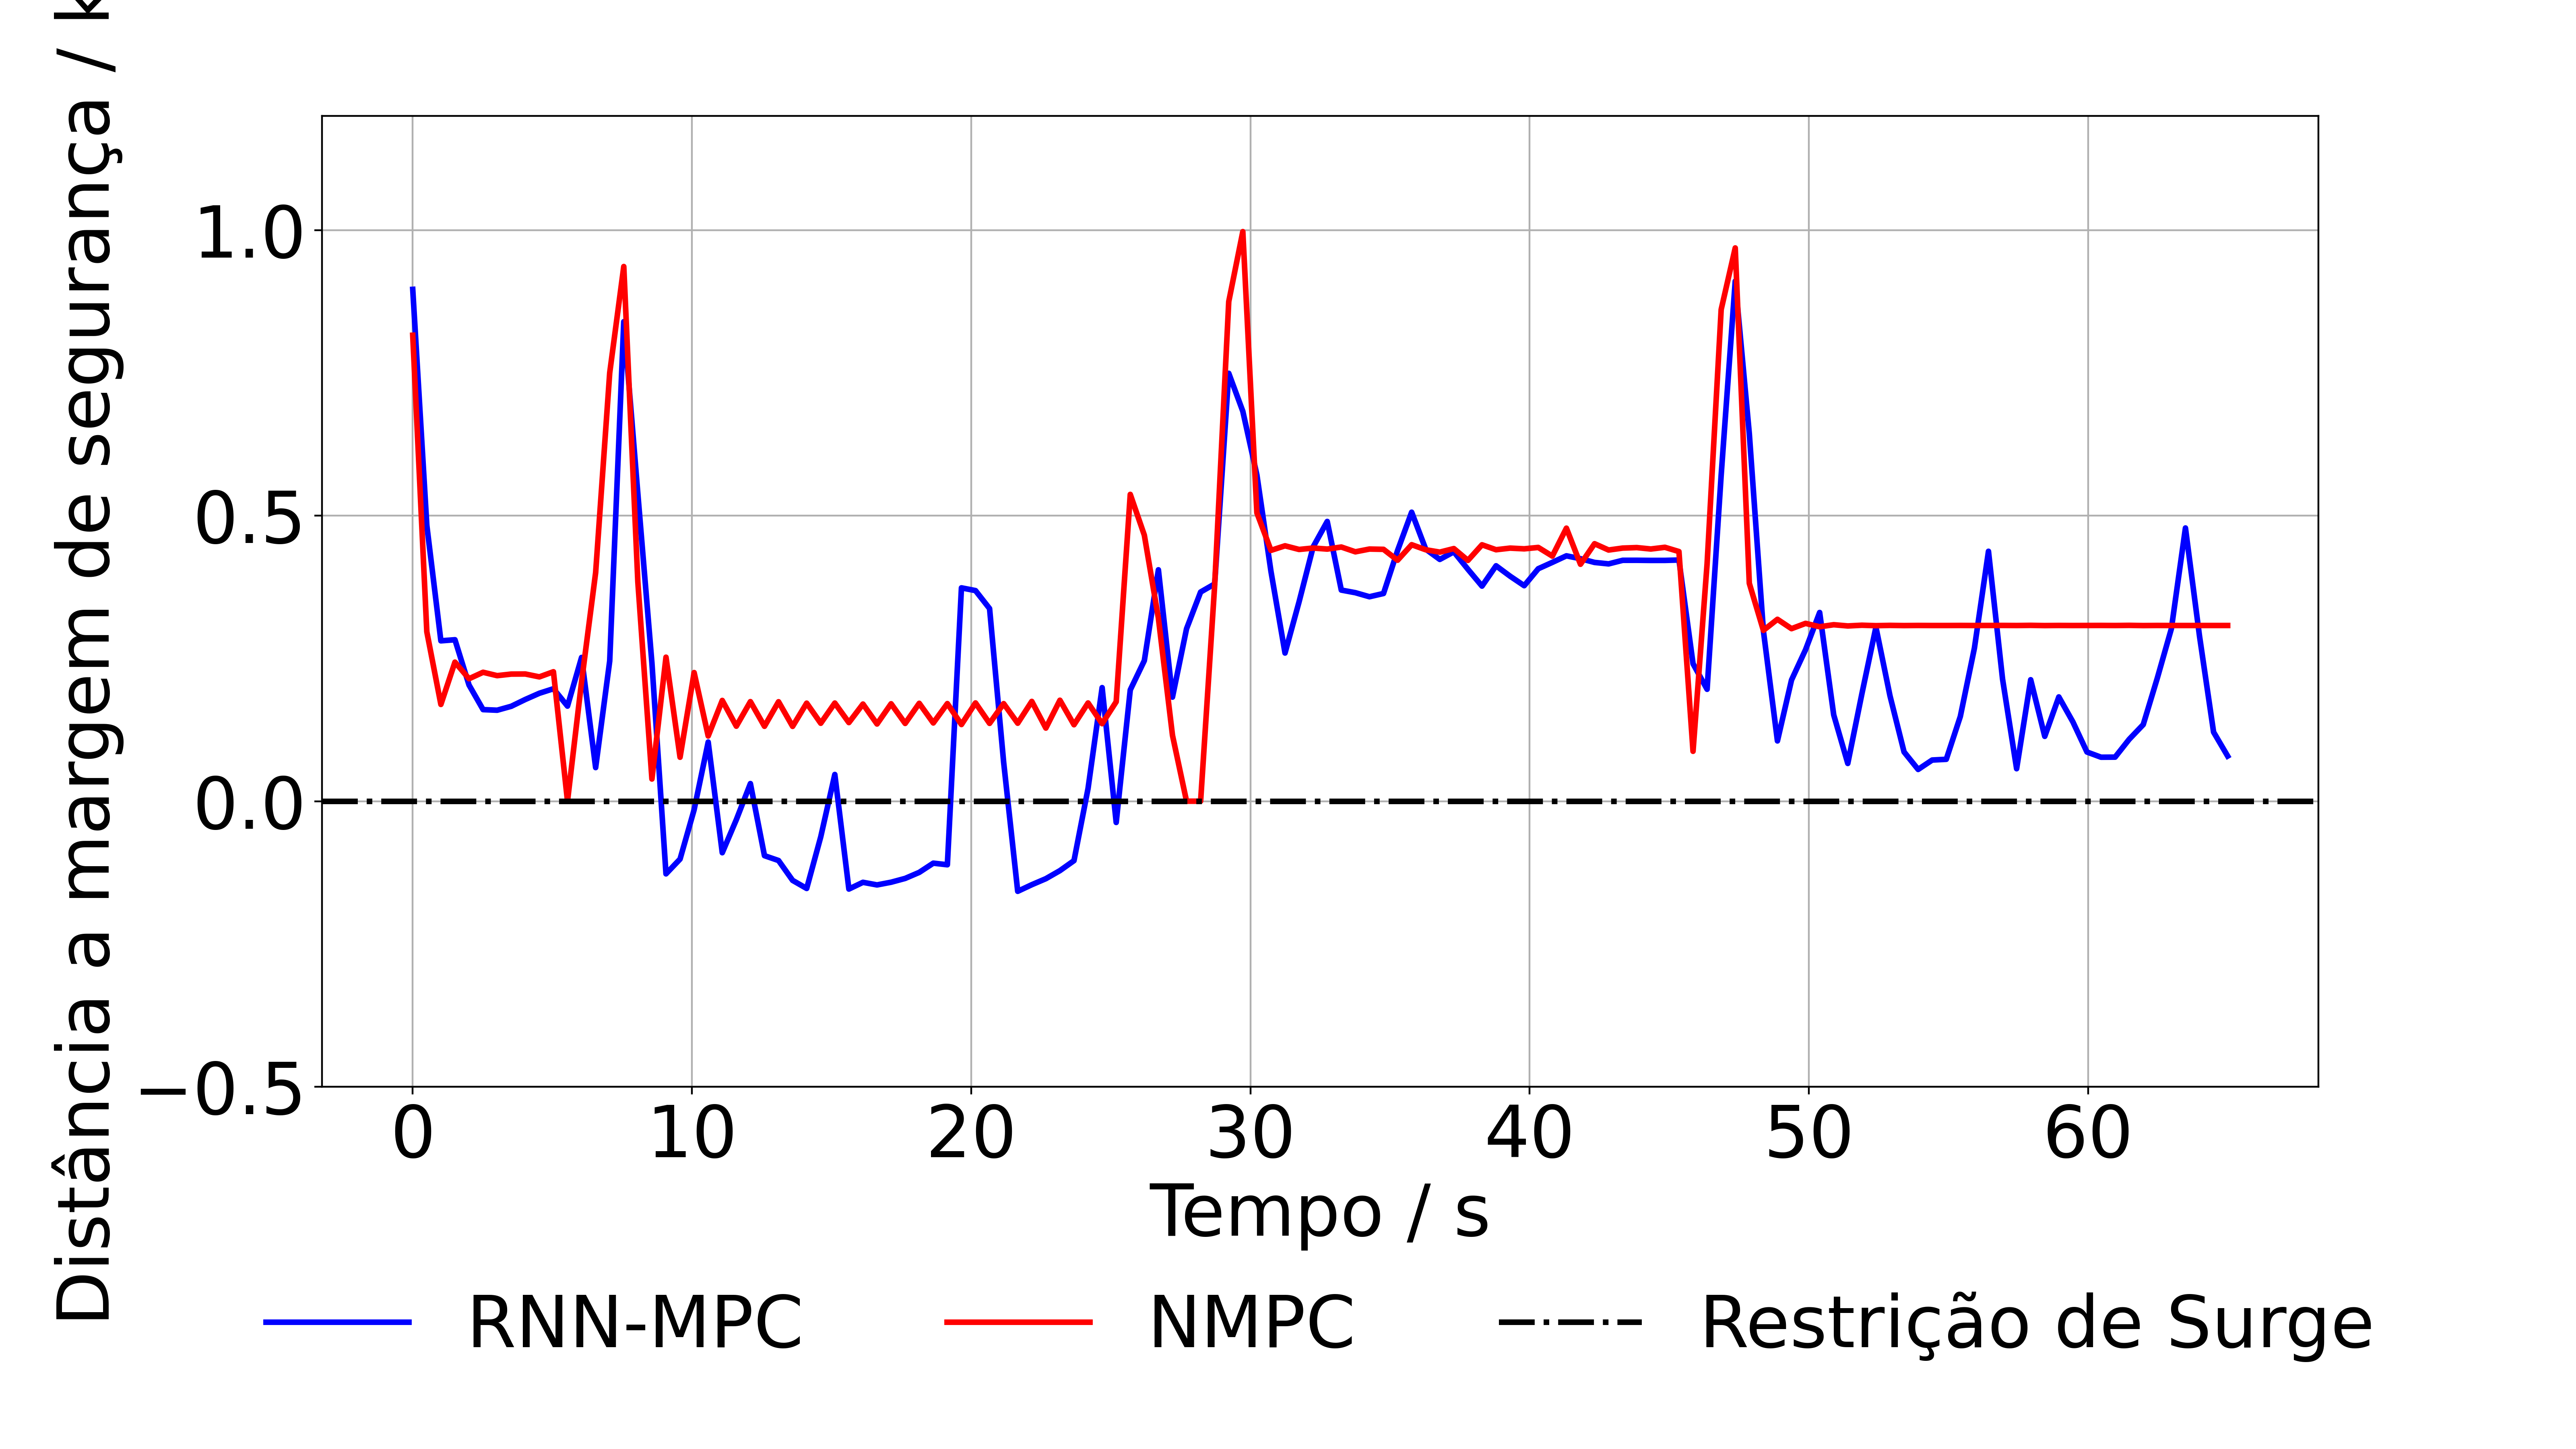 Distância a margem de segurança / k
1.0
0.5
0.0
−0.5
0 10 20 30 40 50 60
Tempo / s
RNN-MPC NMPC Restrição de Surge